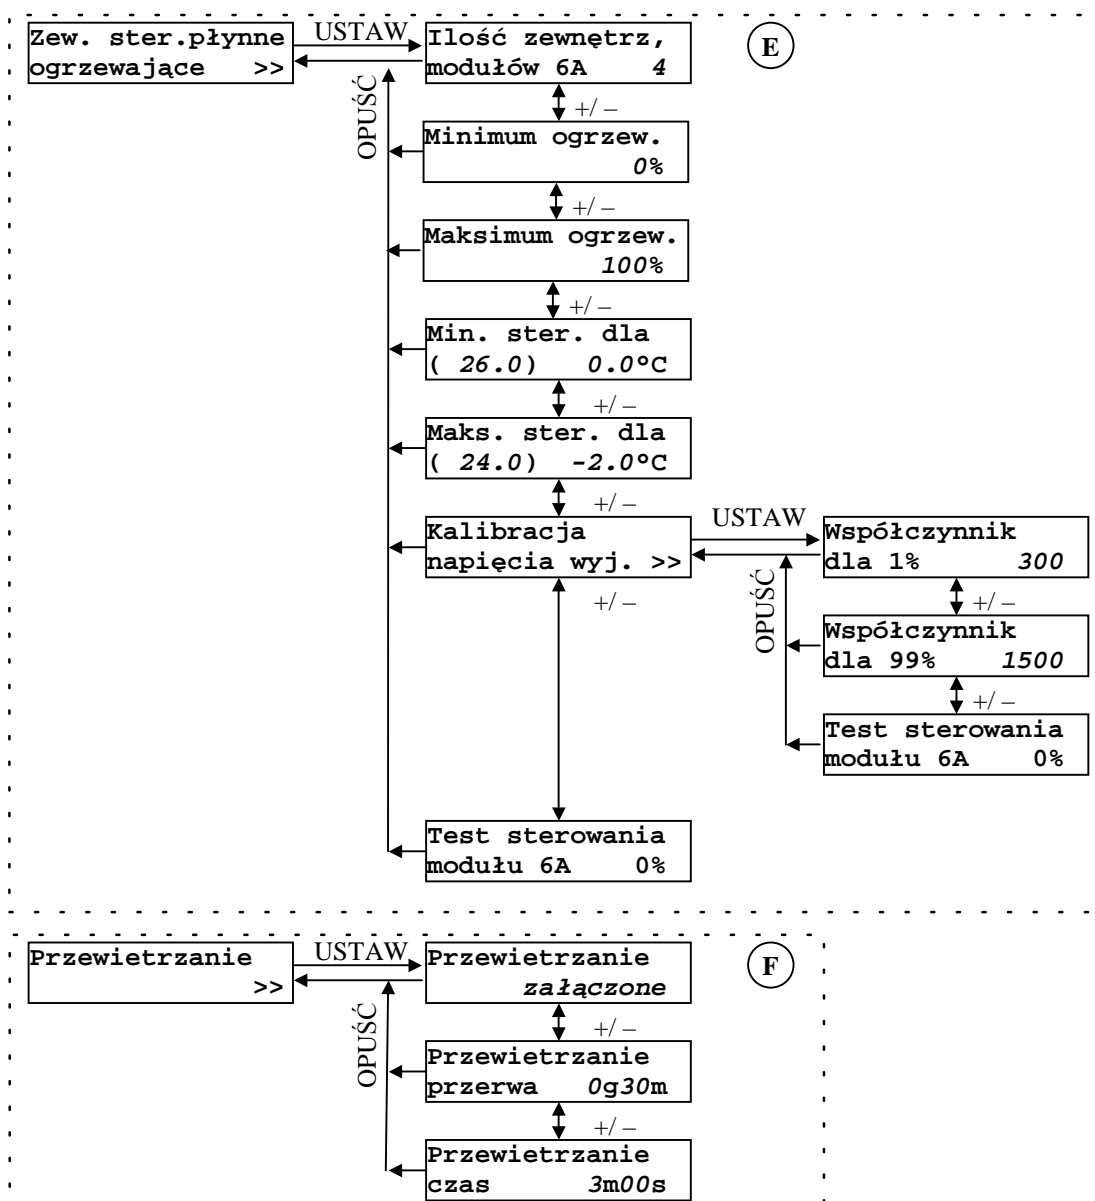 Zew. ster.płynne
ogrzewające >>
USTAW
OPUŚĆ
Ilość zewnętrz,
modułów 6A 4
E
+/ –
Minimum ogrzew.
0%
+/ –
Maksimum ogrzew.
100%
+/ –
Min. ster. dla
( 26.0) 0.0°C
+/ –
Maks. ster. dla
( 24.0) -2.0°C
+/ –
Kalibracja
napięcia wyj. >>
+/ –
USTAW
OPUŚĆ
Współczynnik
dla 1% 300
+/ –
Współczynnik
dla 99% 1500
+/ –
Test sterowania
modułu 6A 0%
Test sterowania
modułu 6A 0%
Przewietrzanie
>>
USTAW
OPUŚĆ
Przewietrzanie
załączone
F
+/ –
Przewietrzanie
przerwa 0g30m
+/ –
Przewietrzanie
czas 3m00s